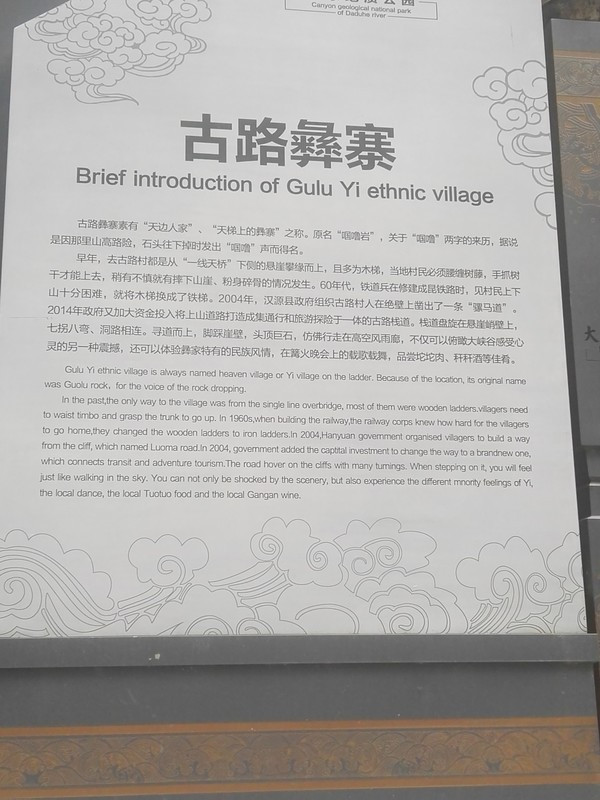 Canyon geological national park
of Daduhe river
古路彝寨
Brief introduction of Gulu Yi ethnic village
古路彝寨素有“天边人家”、“天梯上的彝寨”之称。原名“咽噜岩”，关于“咽噜”两字的来历，据说
是因那里山高路险，石头往下掉时发出“咽噜”声而得名。
早年，去古路村都是从“一线天桥”下侧的悬崖攀缘而上，且多为木梯，当地村民必须腰缠树藤，手抓树
干才能上去，稍有不慎就有摔下山崖、粉身碎骨的情况发生。60年代，铁道兵在修建成昆铁路时，见村民上下
山十分困难，就将木梯换成了铁梯。2004年，汉源县政府组织古路村人在绝壁上凿出了一条“骡马道”。
2014年政府又加大资金投入将上山道路打造成集通行和旅游探险于一体的古路栈道。栈道盘旋在悬崖峭壁上，
七拐八弯、洞路相连。寻道而上，脚踩崖壁，头顶巨石，仿佛行走在高空风雨廊，不仅可以俯瞰大峡谷感受心
灵的另一种震撼，还可以体验彝家特有的民族风情，在篝火晚会上的载歌载舞，品尝坨坨肉、秆秆酒等佳肴。
Gulu Yi ethnic village is always named heaven village or Yi village on the ladder. Because of the location, its original name
was Guolu rock，for the voice of the rock dropping.
In the past,the only way to the village was from the single line overbridge, most of them were wooden ladders.villagers need
to waist timbo and grasp the trunk to go up. In 1960s,when building the railway,the railway corps knew how hard for the villagers
to go home,they changed the wooden ladders to iron ladders.In 2004,Hanyuan government organised villagers to build a way
from the cliff, which named Luoma road.In 2004, government added the captital investment to change the way to a brandnew one,
which connects transit and adventure tourism.The road hover on the cliffs wth many turnings. When stepping on it, you will feel
just like walking in the sky. You can not only be shocked by the scenery, but also experience the different mnority feelings of Yi,
the local dance, the local Tuotuo food and the local Gangan wine.
大